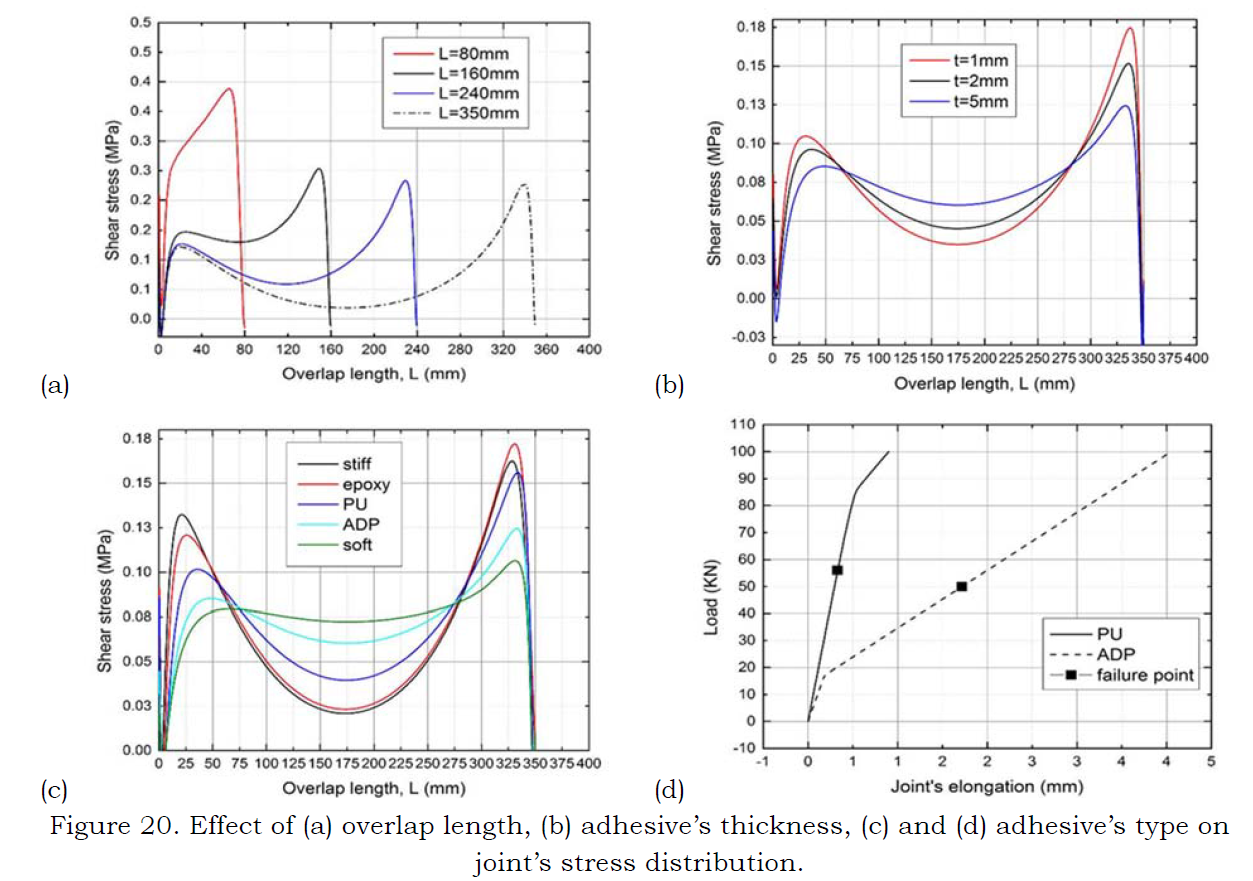 0.5
0.5
0.4
0.4
0.3
0.3
0.2
0.2
0.1
0.1
0.0
Shear stress (MPa)
L=80mm
L=160mm
L=240mm
L=350mm
0 40 80 120 160 200 240 280 320 360 400
Overlap length, L (mm)
(a)
0.18
0.15
0.13
0.10
0.08
0.05
0.03
0.00
-0.03
Shear stress (MPa)
t=1mm
t=2mm
t=5mm
0 25 50 75 100 125 150 175 200 225 250 275 300 325 350 375 400
Overlap length, L (mm)
(b)
0.18
0.15
0.13
0.10
0.08
0.05
0.03
0.00
Shear stress (MPa)
stiff
epoxy
PU
ADP
soft
0 25 50 75 100 125 150 175 200 225 250 275 300 325 350 375 400
Overlap length, L (mm)
(c)
110
100
90
80
70
60
50
40
30
20
10
0
-10
Load (KN)
PU
ADP
failure point
-1 0 1 1 2 2 3 3 4 4 5
Joint's elongation (mm)
(d)
Figure 20. Effect of (a) overlap length, (b) adhesive’s thickness, (c) and (d) adhesive’s type on
joint’s stress distribution.